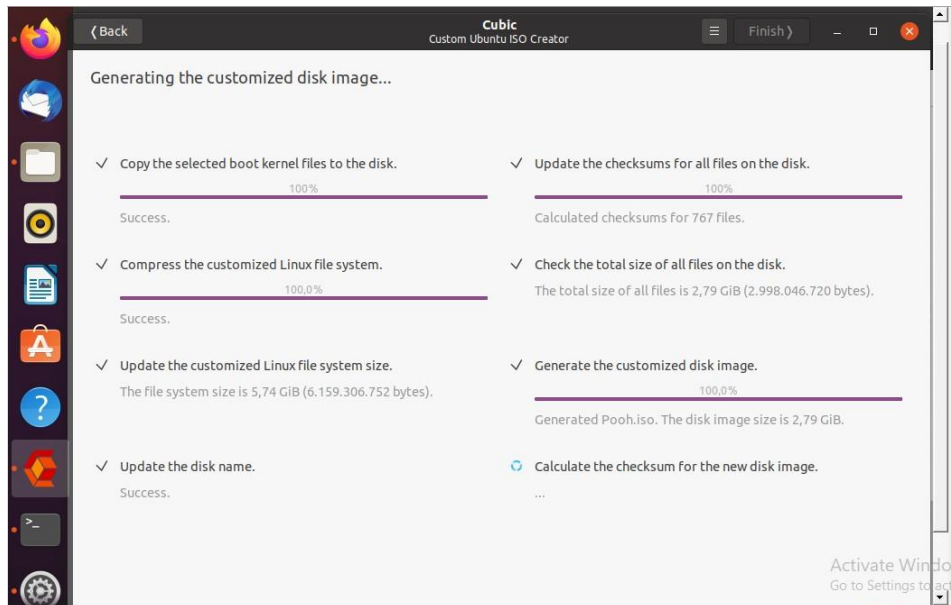 Back
Cubic
Custom Ubuntu ISO Creator
Finish
Generating the customized disk image...
Copy the selected boot kernel files to the disk.
100%
Success.
Compress the customized Linux file system.
100,0%
Success.
Update the customized Linux file system size.
The file system size is 5,74 GiB (6.159.306.752 bytes).
Update the disk name.
Success.
Update the checksums for all files on the disk.
100%
Calculated checksums for 767 files.
Check the total size of all files on the disk.
The total size of all files is 2,79 GiB (2.998.046.720 bytes).
Generate the customized disk image.
100,0%
Generated Pooh.iso. The disk image size is 2,79 GiB.
Calculate the checksum for the new disk image.
...
Activate Windo
Go to Settings to act